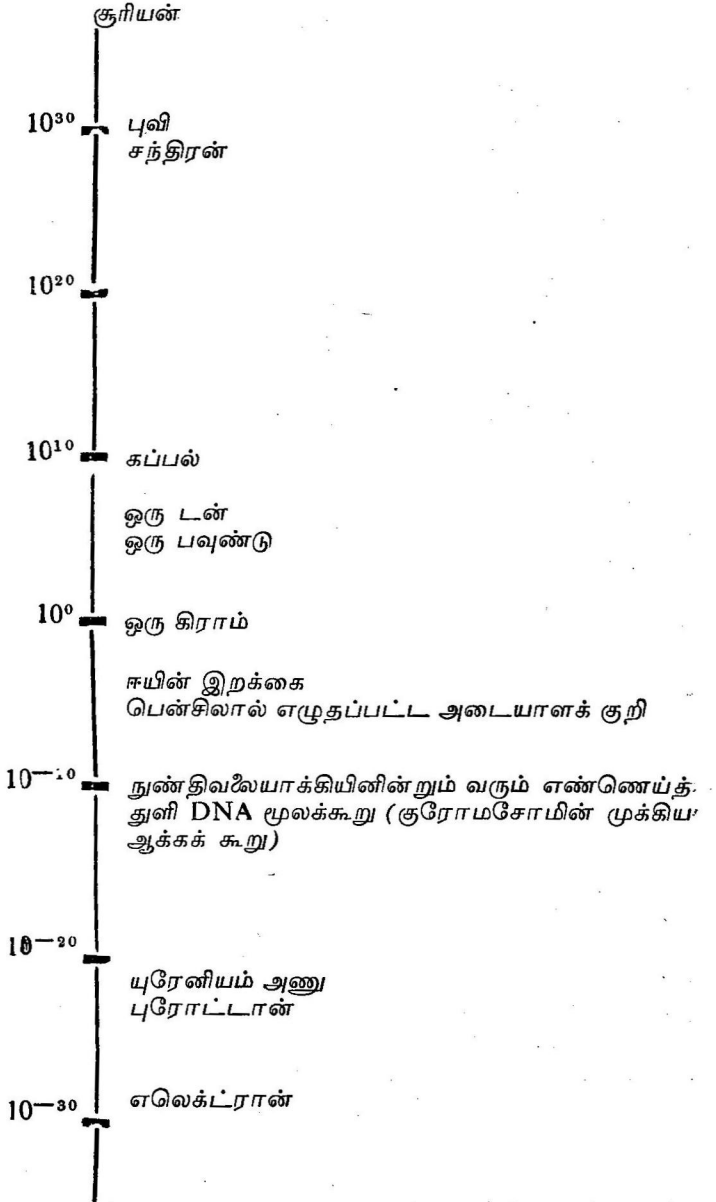 சூரியன்
10³⁰ புவி
சந்திரன்
10²⁰
10¹⁰ கப்பல்
ஒரு டன்
ஒரு பவுண்டு
10⁰ ஒரு கிராம்
ஈயின் இறக்கை
பென்சிலால் எழுதப்பட்ட அடையாளக் குறி
10—¹⁰ நுண்திவலையாக்கியினின்றும் வரும் எண்ணெய்த்
துளி DNA மூலக்கூறு (குரோமசோமின் முக்கிய
ஆக்கக் கூறு)
10—²⁰
யுரேனியம் அணு
புரோட்டான்
எலெக்ட்ரான்
10—³⁰